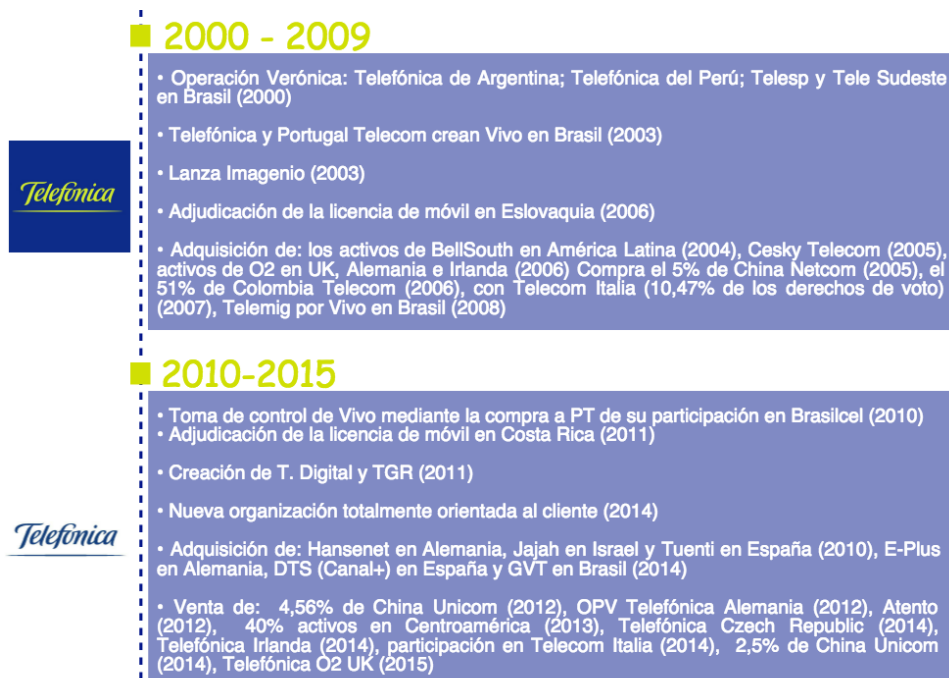 2000 - 2009
• Operación Verónica: Telefónica de Argentina; Telefónica del Perú; Telesp y Tele Sudeste
en Brasil (2000)
• Telefónica y Portugal Telecom crean Vivo en Brasil (2003)
• Lanza Imagenio (2003)
Telefónica
• Adjudicación de la licencia de móvil en Eslovaquia (2006)
• Adquisición de: los activos de BellSouth en América Latina (2004), Cesky Telecom (2005),
activos de O2 en UK, Alemania e Irlanda (2006) Compra el 5% de China Netcom (2005), el
51% de Colombia Telecom (2006), con Telecom Italia (10,47% de los derechos de voto)
(2007), Telemig por Vivo en Brasil (2008)
2010-2015
• Toma de control de Vivo mediante la compra a PT de su participación en Brasilcel (2010)
• Adjudicación de la licencia de móvil en Costa Rica (2011)
• Creación de T. Digital y TGR (2011)
• Nueva organización totalmente orientada al cliente (2014)
Telefónica
• Adquisición de: Hansenet en Alemania, Jajah en Israel y Tuenti en España (2010), E-Plus
en Alemania, DTS (Canal+) en España y GVT en Brasil (2014)
• Venta de: 4,56% de China Unicom (2012), OPV Telefónica Alemania (2012), Atento
(2012), 40% activos en Centroamérica (2013), Telefónica Czech Republic (2014),
Telefónica Irlanda (2014), participación en Telecom Italia (2014), 2,5% de China Unicom
(2014), Telefónica O2 UK (2015)